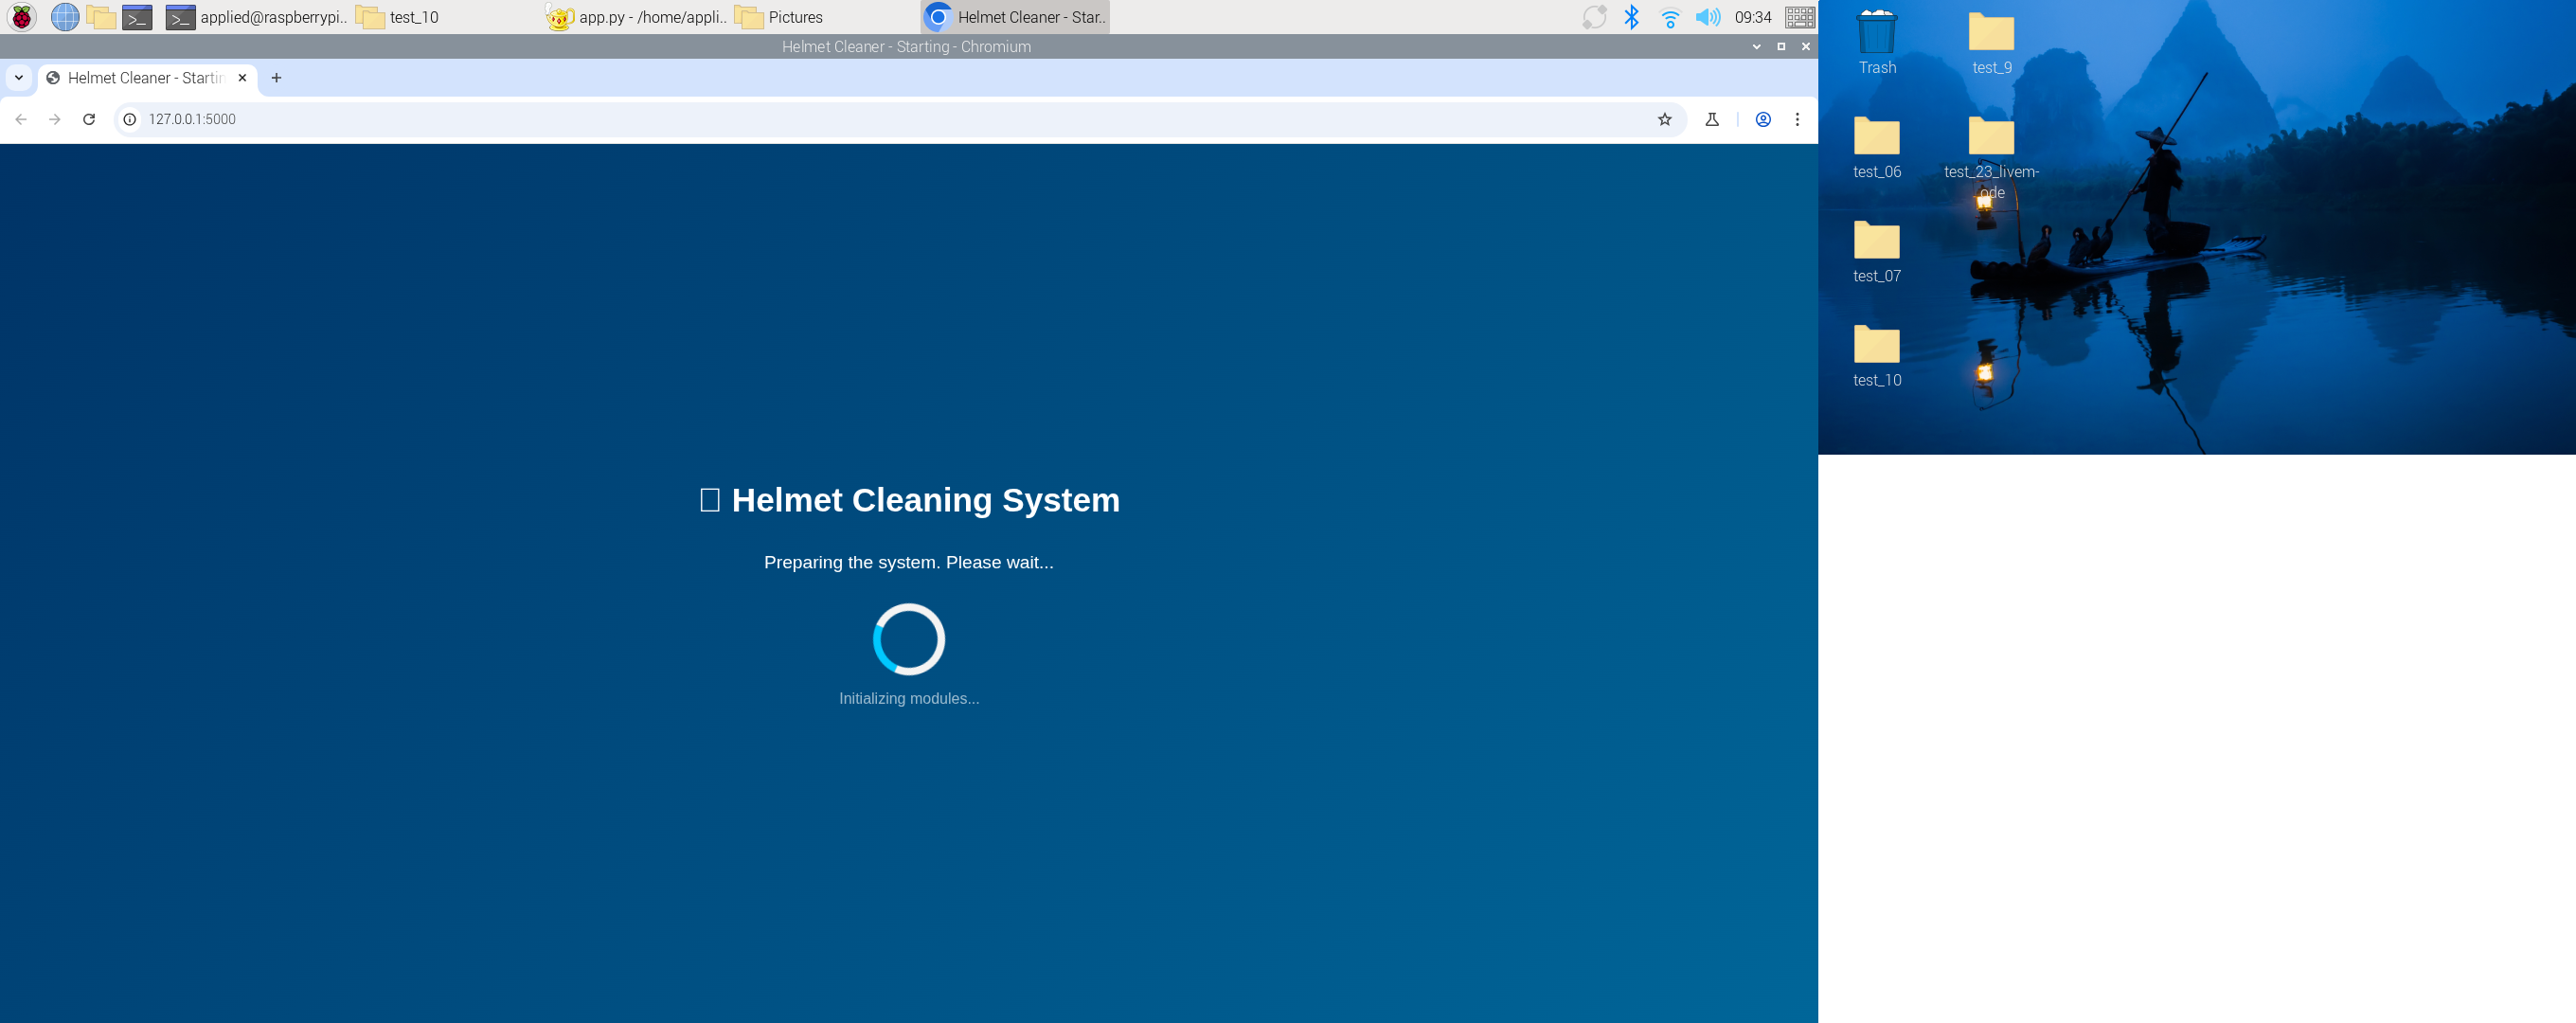 applied@raspberrypi..
test_10
app.py - /home/appli..
Pictures
Helmet Cleaner - Star..
09:34
Helmet Cleaner - Starting - Chromium
Helmet Cleaner - Startin
127.0.0.1:5000
Helmet Cleaning System
Preparing the system. Please wait...
Initializing modules...
Trash
test_9
test_06
test_23_livem-
ode
test_07
test_10